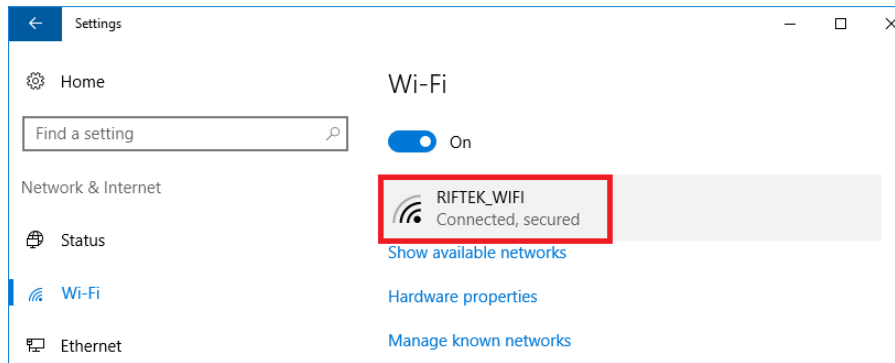 Settings
Home
Find a setting
Network & Internet
Status
Wi-Fi
Ethernet
Wi-Fi
On
RIFTEK_WIFI
Connected, secured
Show available networks
Hardware properties
Manage known networks